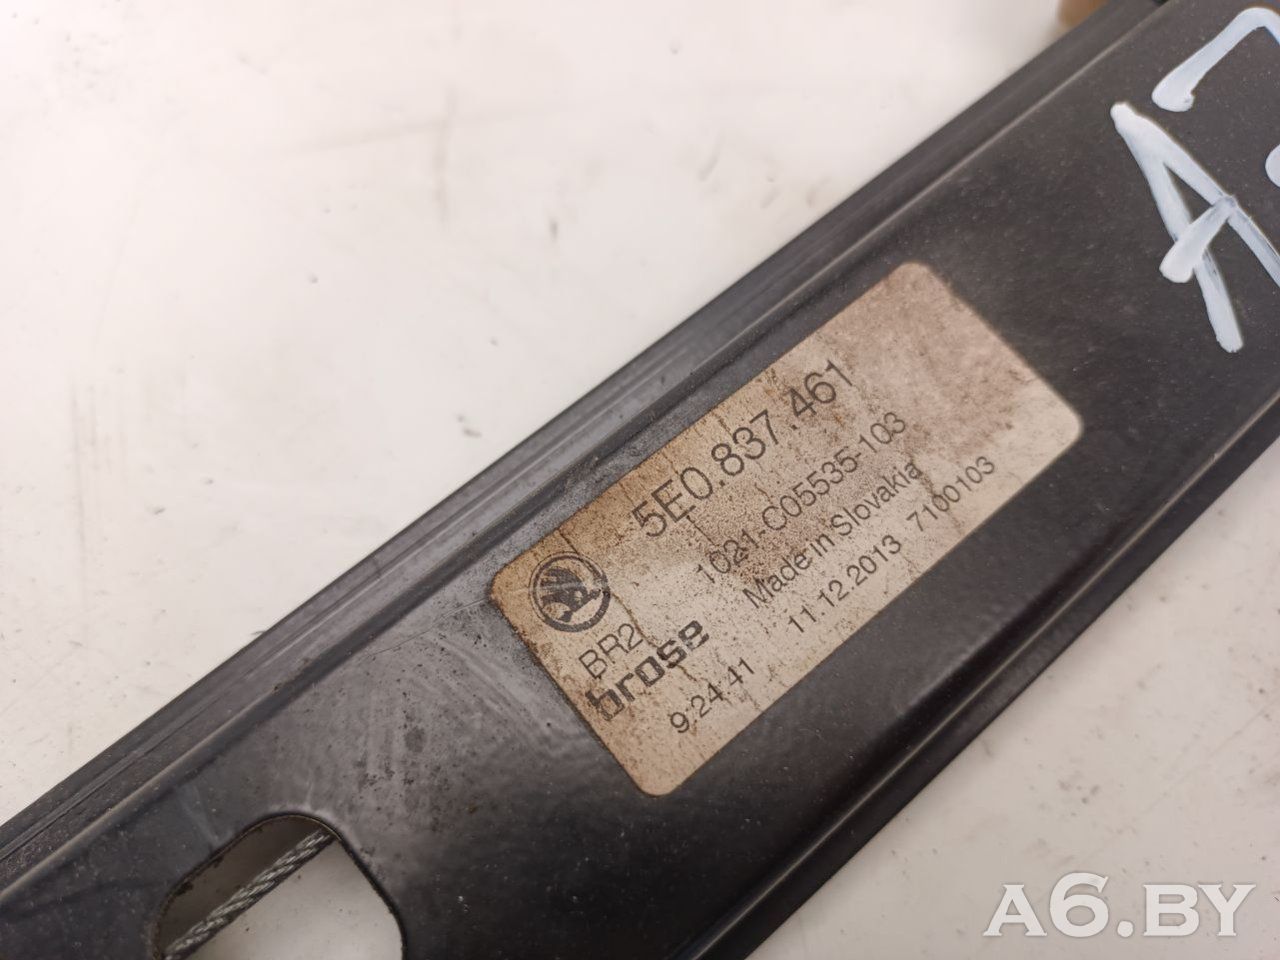 5E0.837.461
1021-C05535-103
BR2
Made in Slovakia
brose
11.12.2013 7100103
9:24:41
A6.BY